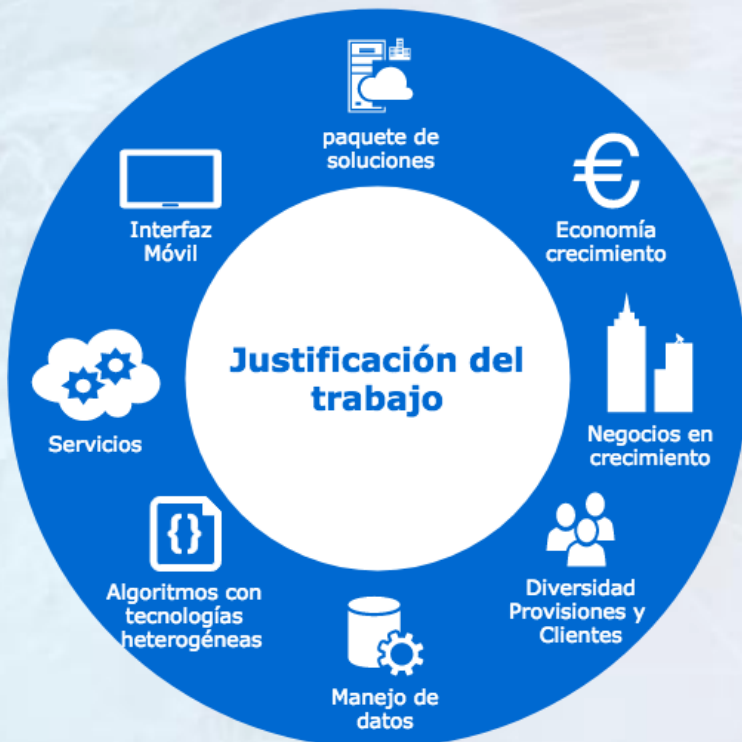 paquete de
soluciones
Economía
crecimiento
Negocios en
crecimiento
Diversidad
Provisiones y
Clientes
Manejo de
datos
Algoritmos con
tecnologías
heterogéneas
Servicios
Interfaz
Móvil
Justificación del
trabajo